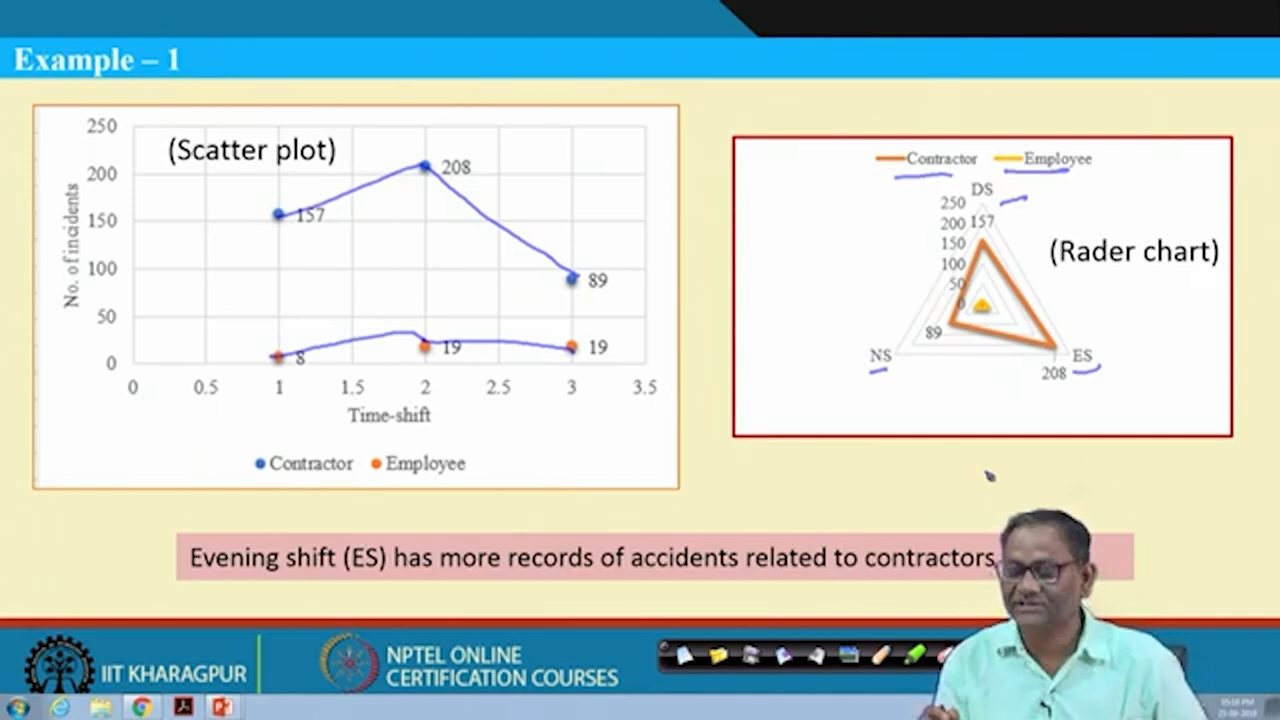 Example – 1
(Scatter plot)
250
200
150
100
50
0
No. of incidents
157
208
89
8
19
19
0
0.5
1
1.5
2
2.5
3
3.5
Time-shift
Contractor
Employee
Contractor
Employee
DS
250
200
150
100
50
0
157
(Rader chart)
89
NS
ES
208
Evening shift (ES) has more records of accidents related to contractors
IIT KHARAGPUR
NPTEL ONLINE
CERTIFICATION COURSES